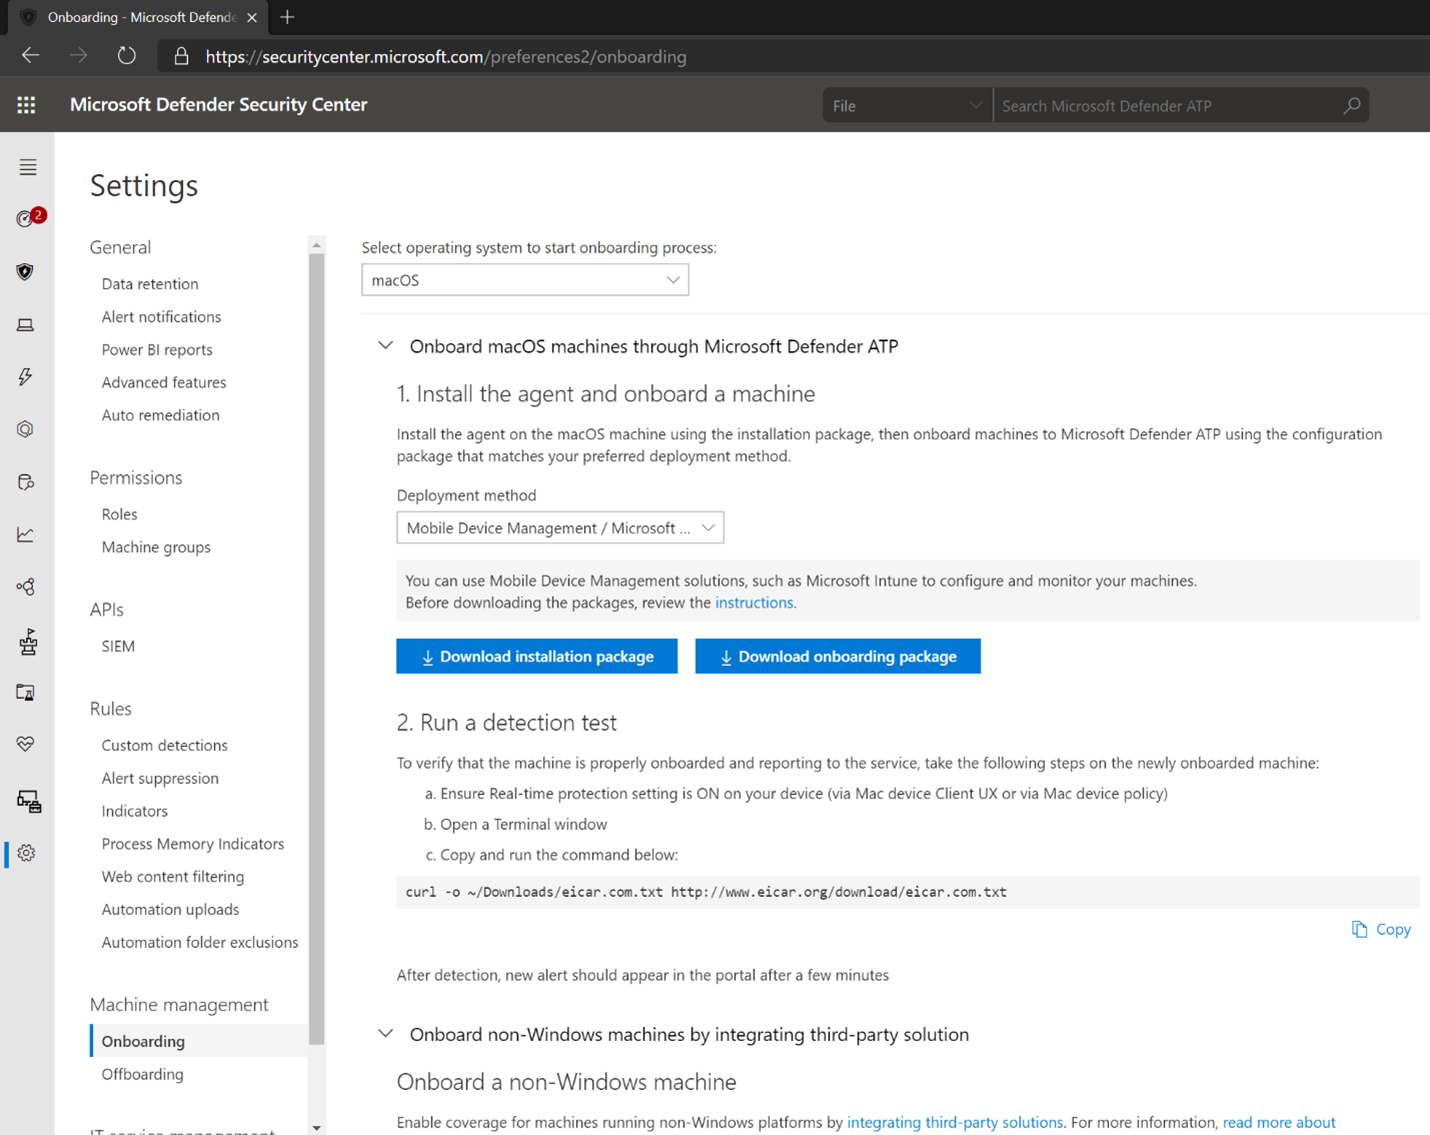 Onboarding - Microsoft Defende
https://securitycenter.microsoft.com/preferences2/onboarding
Microsoft Defender Security Center
File
Search Microsoft Defender ATP
2
Settings
General
Data retention
Alert notifications
Power BI reports
Advanced features
Auto remediation
Permissions
Roles
Machine groups
APIs
SIEM
Rules
Custom detections
Alert suppression
Indicators
Process Memory Indicators
Web content filtering
Automation uploads
Automation folder exclusions
Machine management
Onboarding
Offboarding
IT service management
Select operating system to start onboarding process:
macOS
Onboard macOS machines through Microsoft Defender ATP
1. Install the agent and onboard a machine
Install the agent on the macOS machine using the installation package, then onboard machines to Microsoft Defender ATP using the configuration
package that matches your preferred deployment method.
Deployment method
Mobile Device Management / Microsoft ...
You can use Mobile Device Management solutions, such as Microsoft Intune to configure and monitor your machines.
Before downloading the packages, review the instructions.
Download installation package
Download onboarding package
2. Run a detection test
To verify that the machine is properly onboarded and reporting to the service, take the following steps on the newly onboarded machine:
a. Ensure Real-time protection setting is ON on your device (via Mac device Client UX or via Mac device policy)
b. Open a Terminal window
c. Copy and run the command below:
curl -o ~/Downloads/eicar.com.txt http://www.eicar.org/download/eicar.com.txt
Copy
After detection, new alert should appear in the portal after a few minutes
Onboard non-Windows machines by integrating third-party solution
Onboard a non-Windows machine
Enable coverage for machines running non-Windows platforms by integrating third-party solutions. For more information, read more about